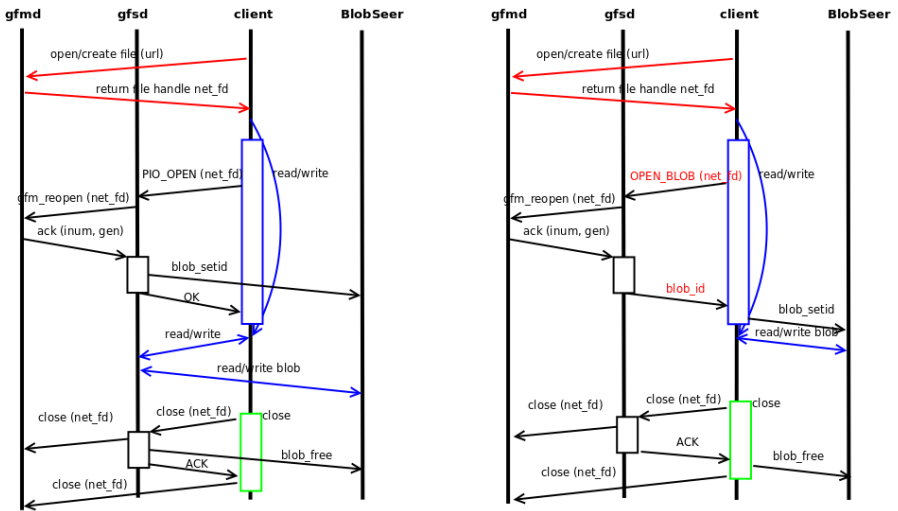 gfmd gfsd client BlobSeer
open/create file (url)
return file handle net_fd
PIO_OPEN (net_fd)
read/write
gfm_reopen (net_fd)
ack (inum, gen)
blob_setid
OK
read/write
read/write blob
close (net_fd)
close (net_fd)
close
blob_free
ACK
close (net_fd)
gfmd gfsd client BlobSeer
open/create file (url)
return file handle net_fd
OPEN_BLOB (net_fd)
read/write
gfm_reopen (net_fd)
ack (inum, gen)
blob_id
blob_setid
read/write blob
close (net_fd)
close (net_fd)
close
ACK
blob_free
close (net_fd)